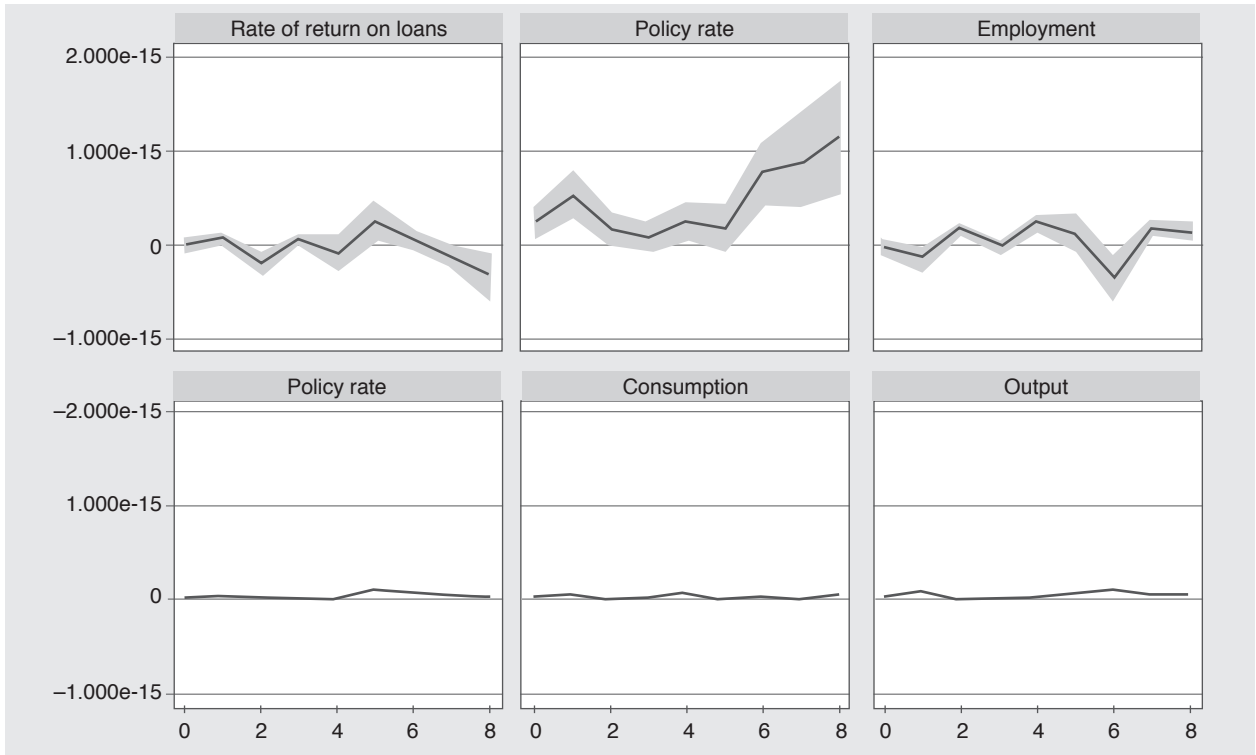 Rate of return on loans
Policy rate
Employment
2.000e-15
1.000e-15
0
–1.000e-15
Policy rate
Consumption
Output
–2.000e-15
1.000e-15
0
–1.000e-15
0 2 4 6 8 0 2 4 6 8 0 2 4 6 8